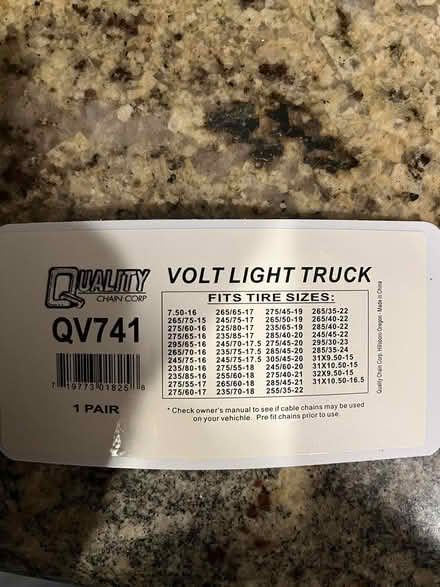 QUALITY
CHAIN CORP
QV741
7 19773 01825 8
1 PAIR
VOLT LIGHT TRUCK
FITS TIRE SIZES:
7.50-16 265/65-17 275/45-19 265/35-22
265/75-15 245/75-17 265/50-19 265/40-22
275/60-16 225/80-17 235/65-19 285/40-22
275/65-16 235/75-17 265/45-20 245/45-22
295/65-16 245/70-17.5 275/40-20 295/30-23
265/70-16 235/75-17.5 285/45-20 285/35-24
245/75-16 245/75-17.5 305/45-20 31X9.50-15
235/80-16 275/55-18 245/60-20 31X10.50-15
235/85-16 255/60-18 275/40-21 32X9.50-15
275/55-17 265/60-18 285/45-21 31X10.50-16.5
275/60-17 235/70-18 255/35-22
* Check owner's manual to see if cable chains may be used
on your vehichle. Pre fit chains prior to use.
Quality Chain Corp. Hillsboro Oregon - Made in China